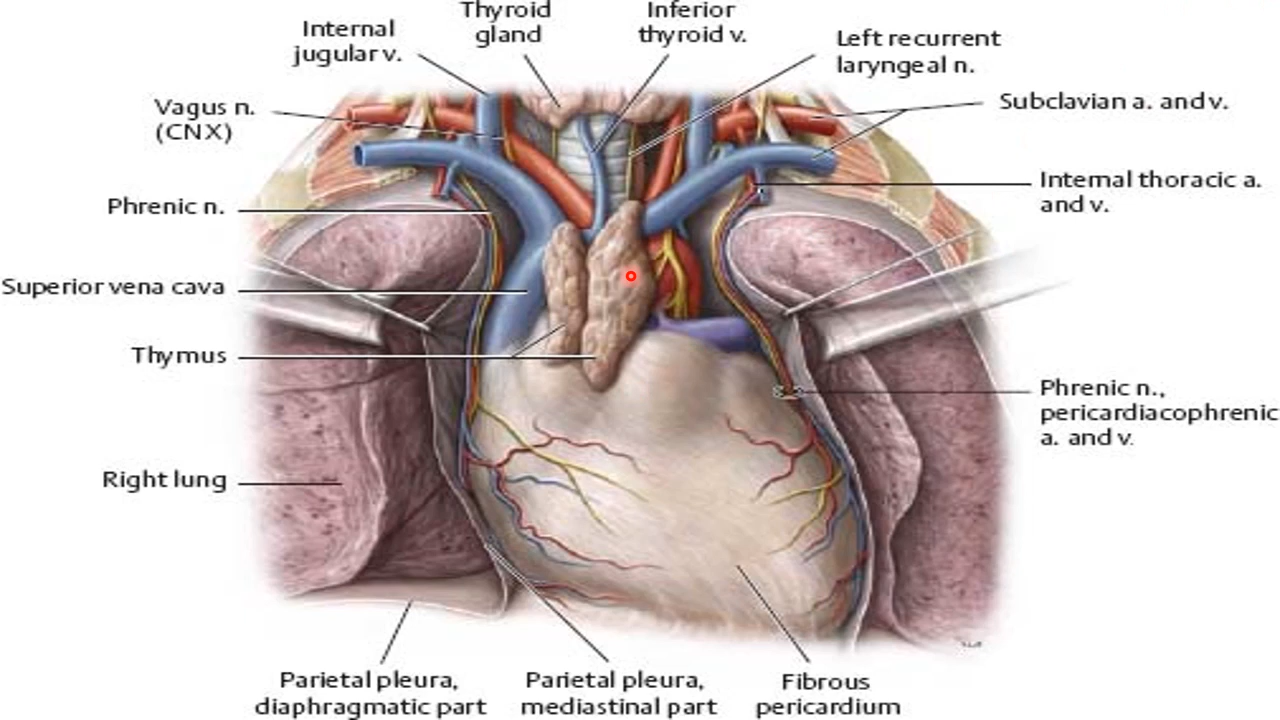 Thyroid
gland
Inferior
thyroid v.
Internal
jugular v.
Left recurrent
laryngeal n.
Vagus n.
(CNX)
Subclavian a. and v.
Internal thoracic a.
and v.
Phrenic n.
Superior vena cava
Thymus
Phrenic n.,
pericardiacophrenic
a. and v.
Right lung
Parietal pleura,
diaphragmatic part
Parietal pleura,
mediastinal part
Fibrous
pericardium